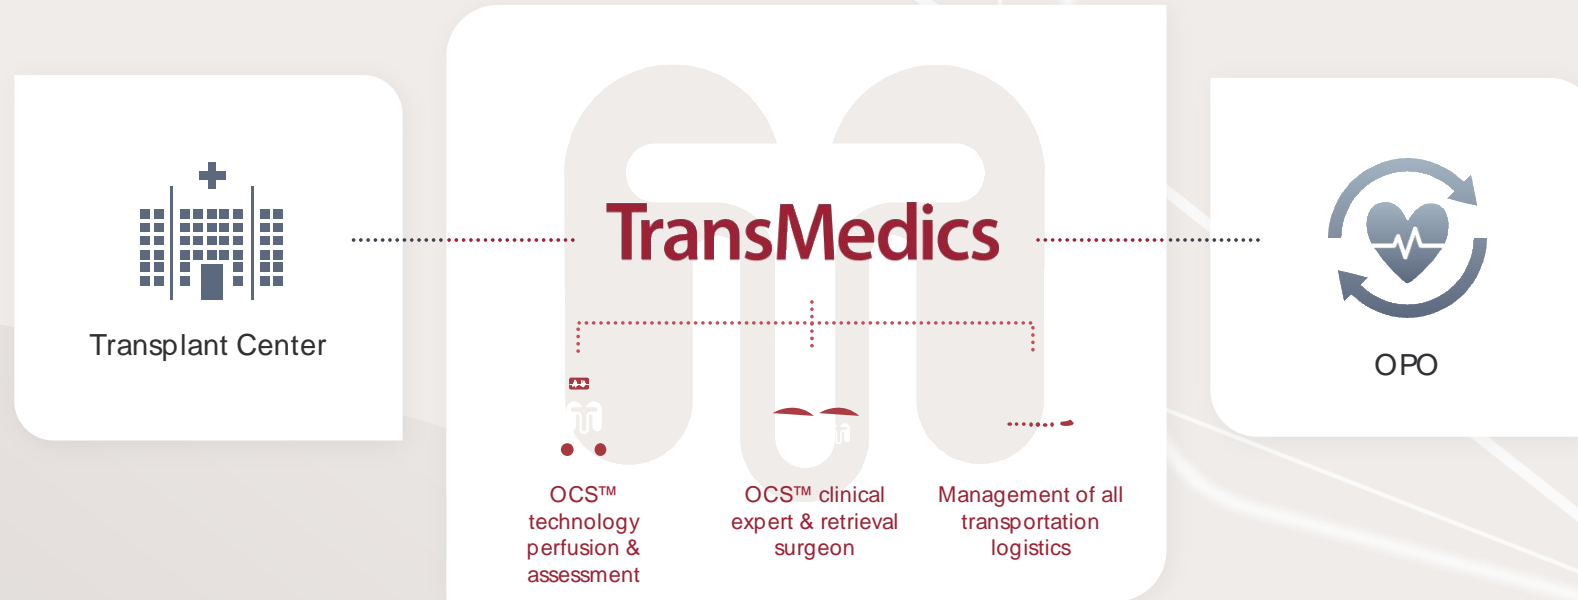 Transplant Center
TransMedics
OPO
OCS™
technology
perfusion &
assessment
OCS™ clinical
expert & retrieval
surgeon
Management of all
transportation
logistics